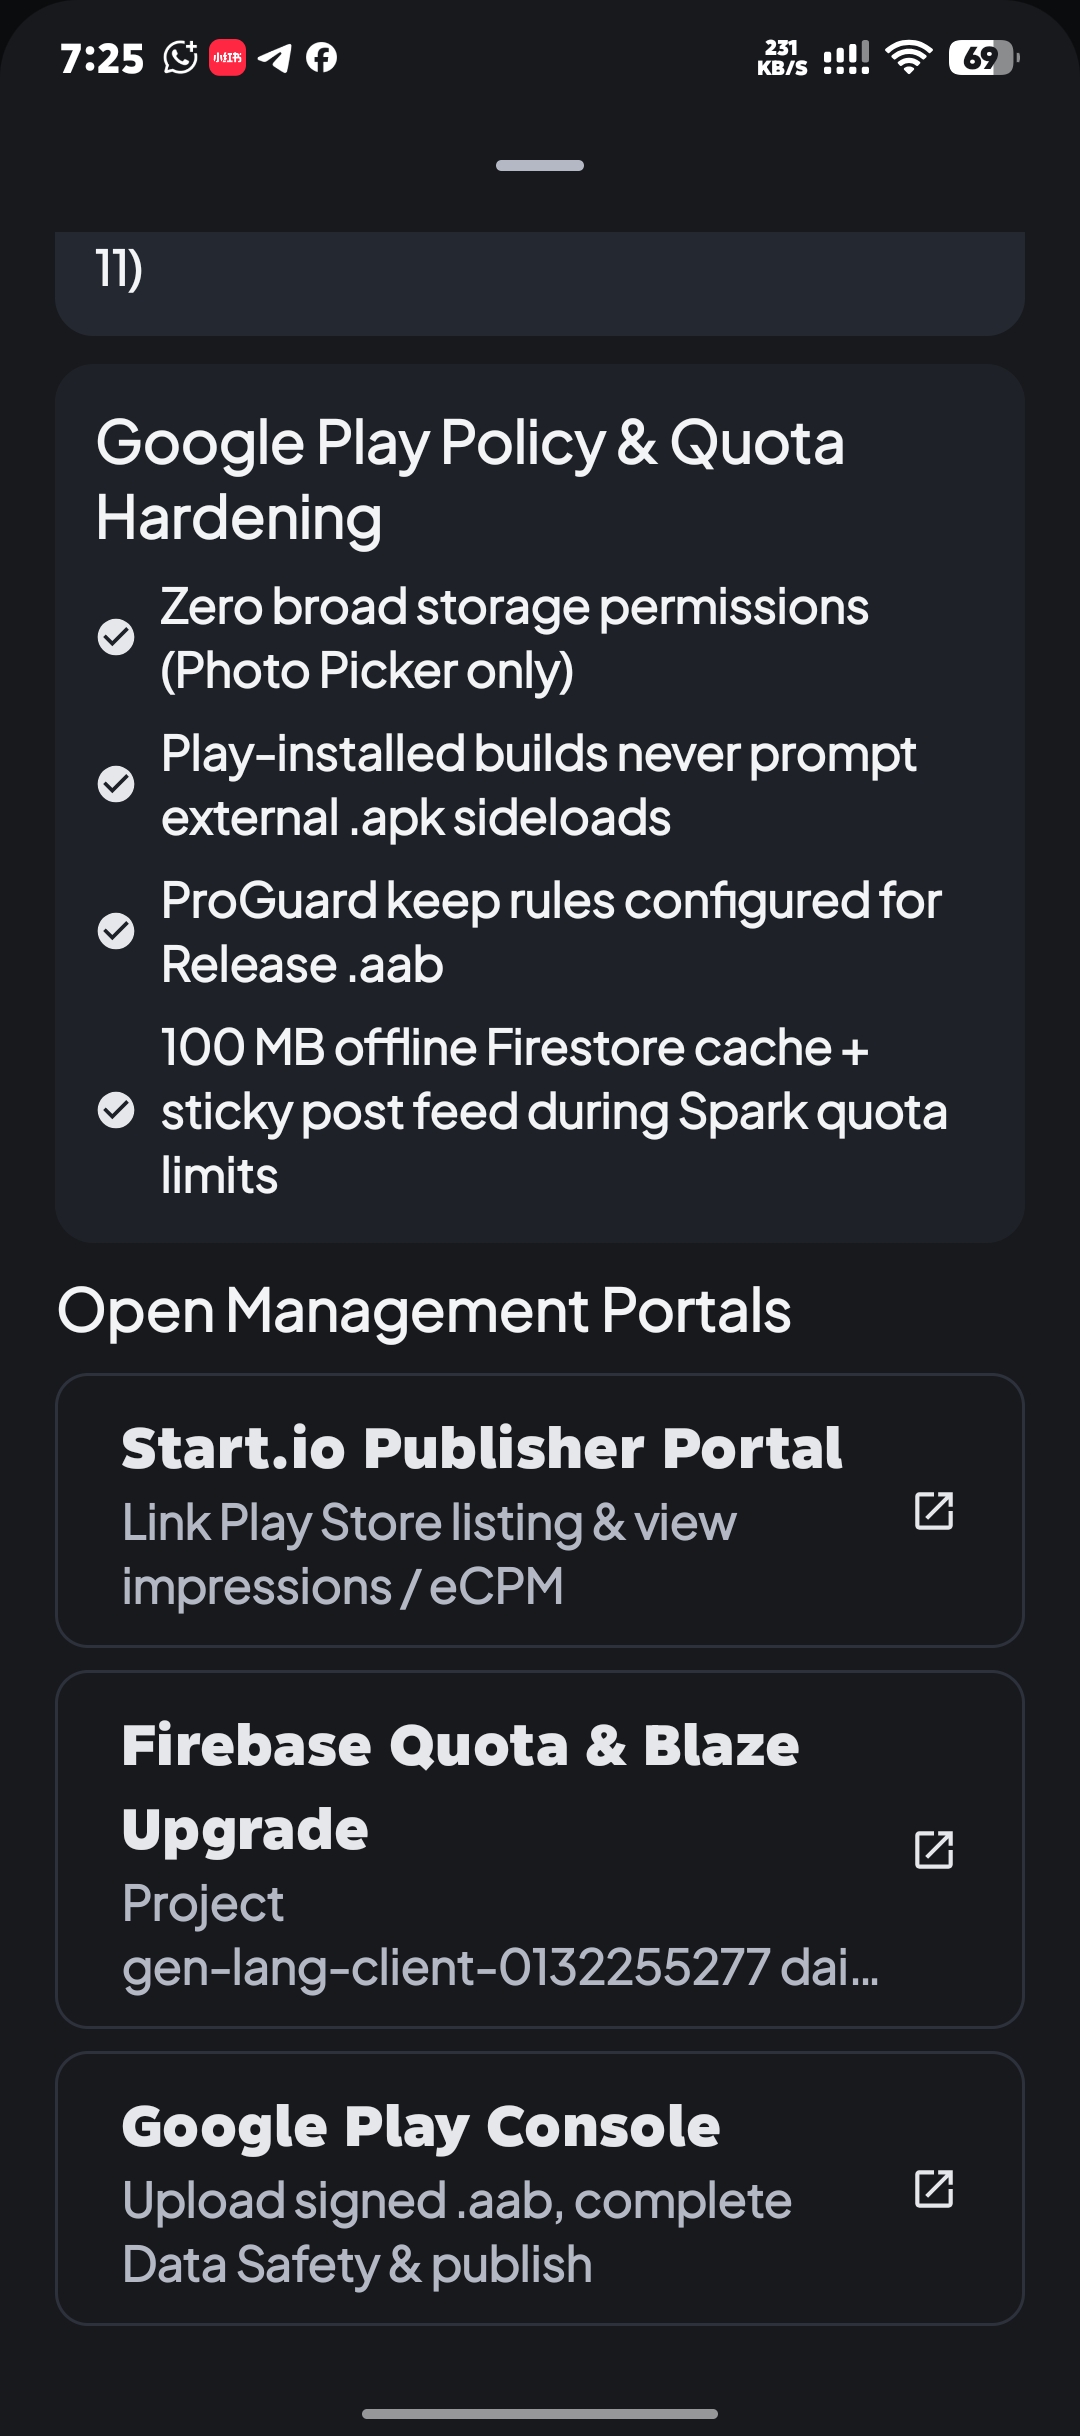 7:25
小红书
231
KB/S
69
11)
Google Play Policy & Quota
Hardening
Zero broad storage permissions
(Photo Picker only)
Play-installed builds never prompt
external .apk sideloads
ProGuard keep rules configured for
Release .aab
100 MB offline Firestore cache +
sticky post feed during Spark quota
limits
Open Management Portals
Start.io Publisher Portal
Link Play Store listing & view
impressions / eCPM
Firebase Quota & Blaze
Upgrade
Project
gen-lang-client-0132255277 dai...
Google Play Console
Upload signed .aab, complete
Data Safety & publish